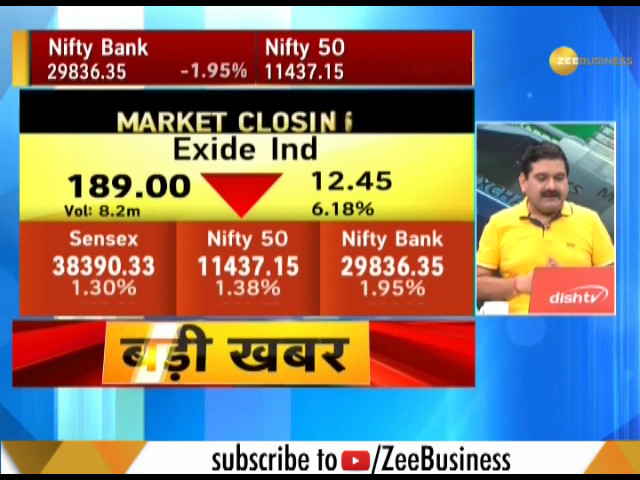 Nifty Bank
29836.35 -1.95%
Nifty 50
11437.15
ZEEBUSINESS
MARKET CLOSIN
Exide Ind
189.00
12.45
Vol: 8.2m
6.18%
Sensex
38390.33
1.30%
Nifty 50
11437.15
1.38%
Nifty Bank
29836.35
1.95%
बड़ी खबर
dishtv
subscribe to /ZeeBusiness